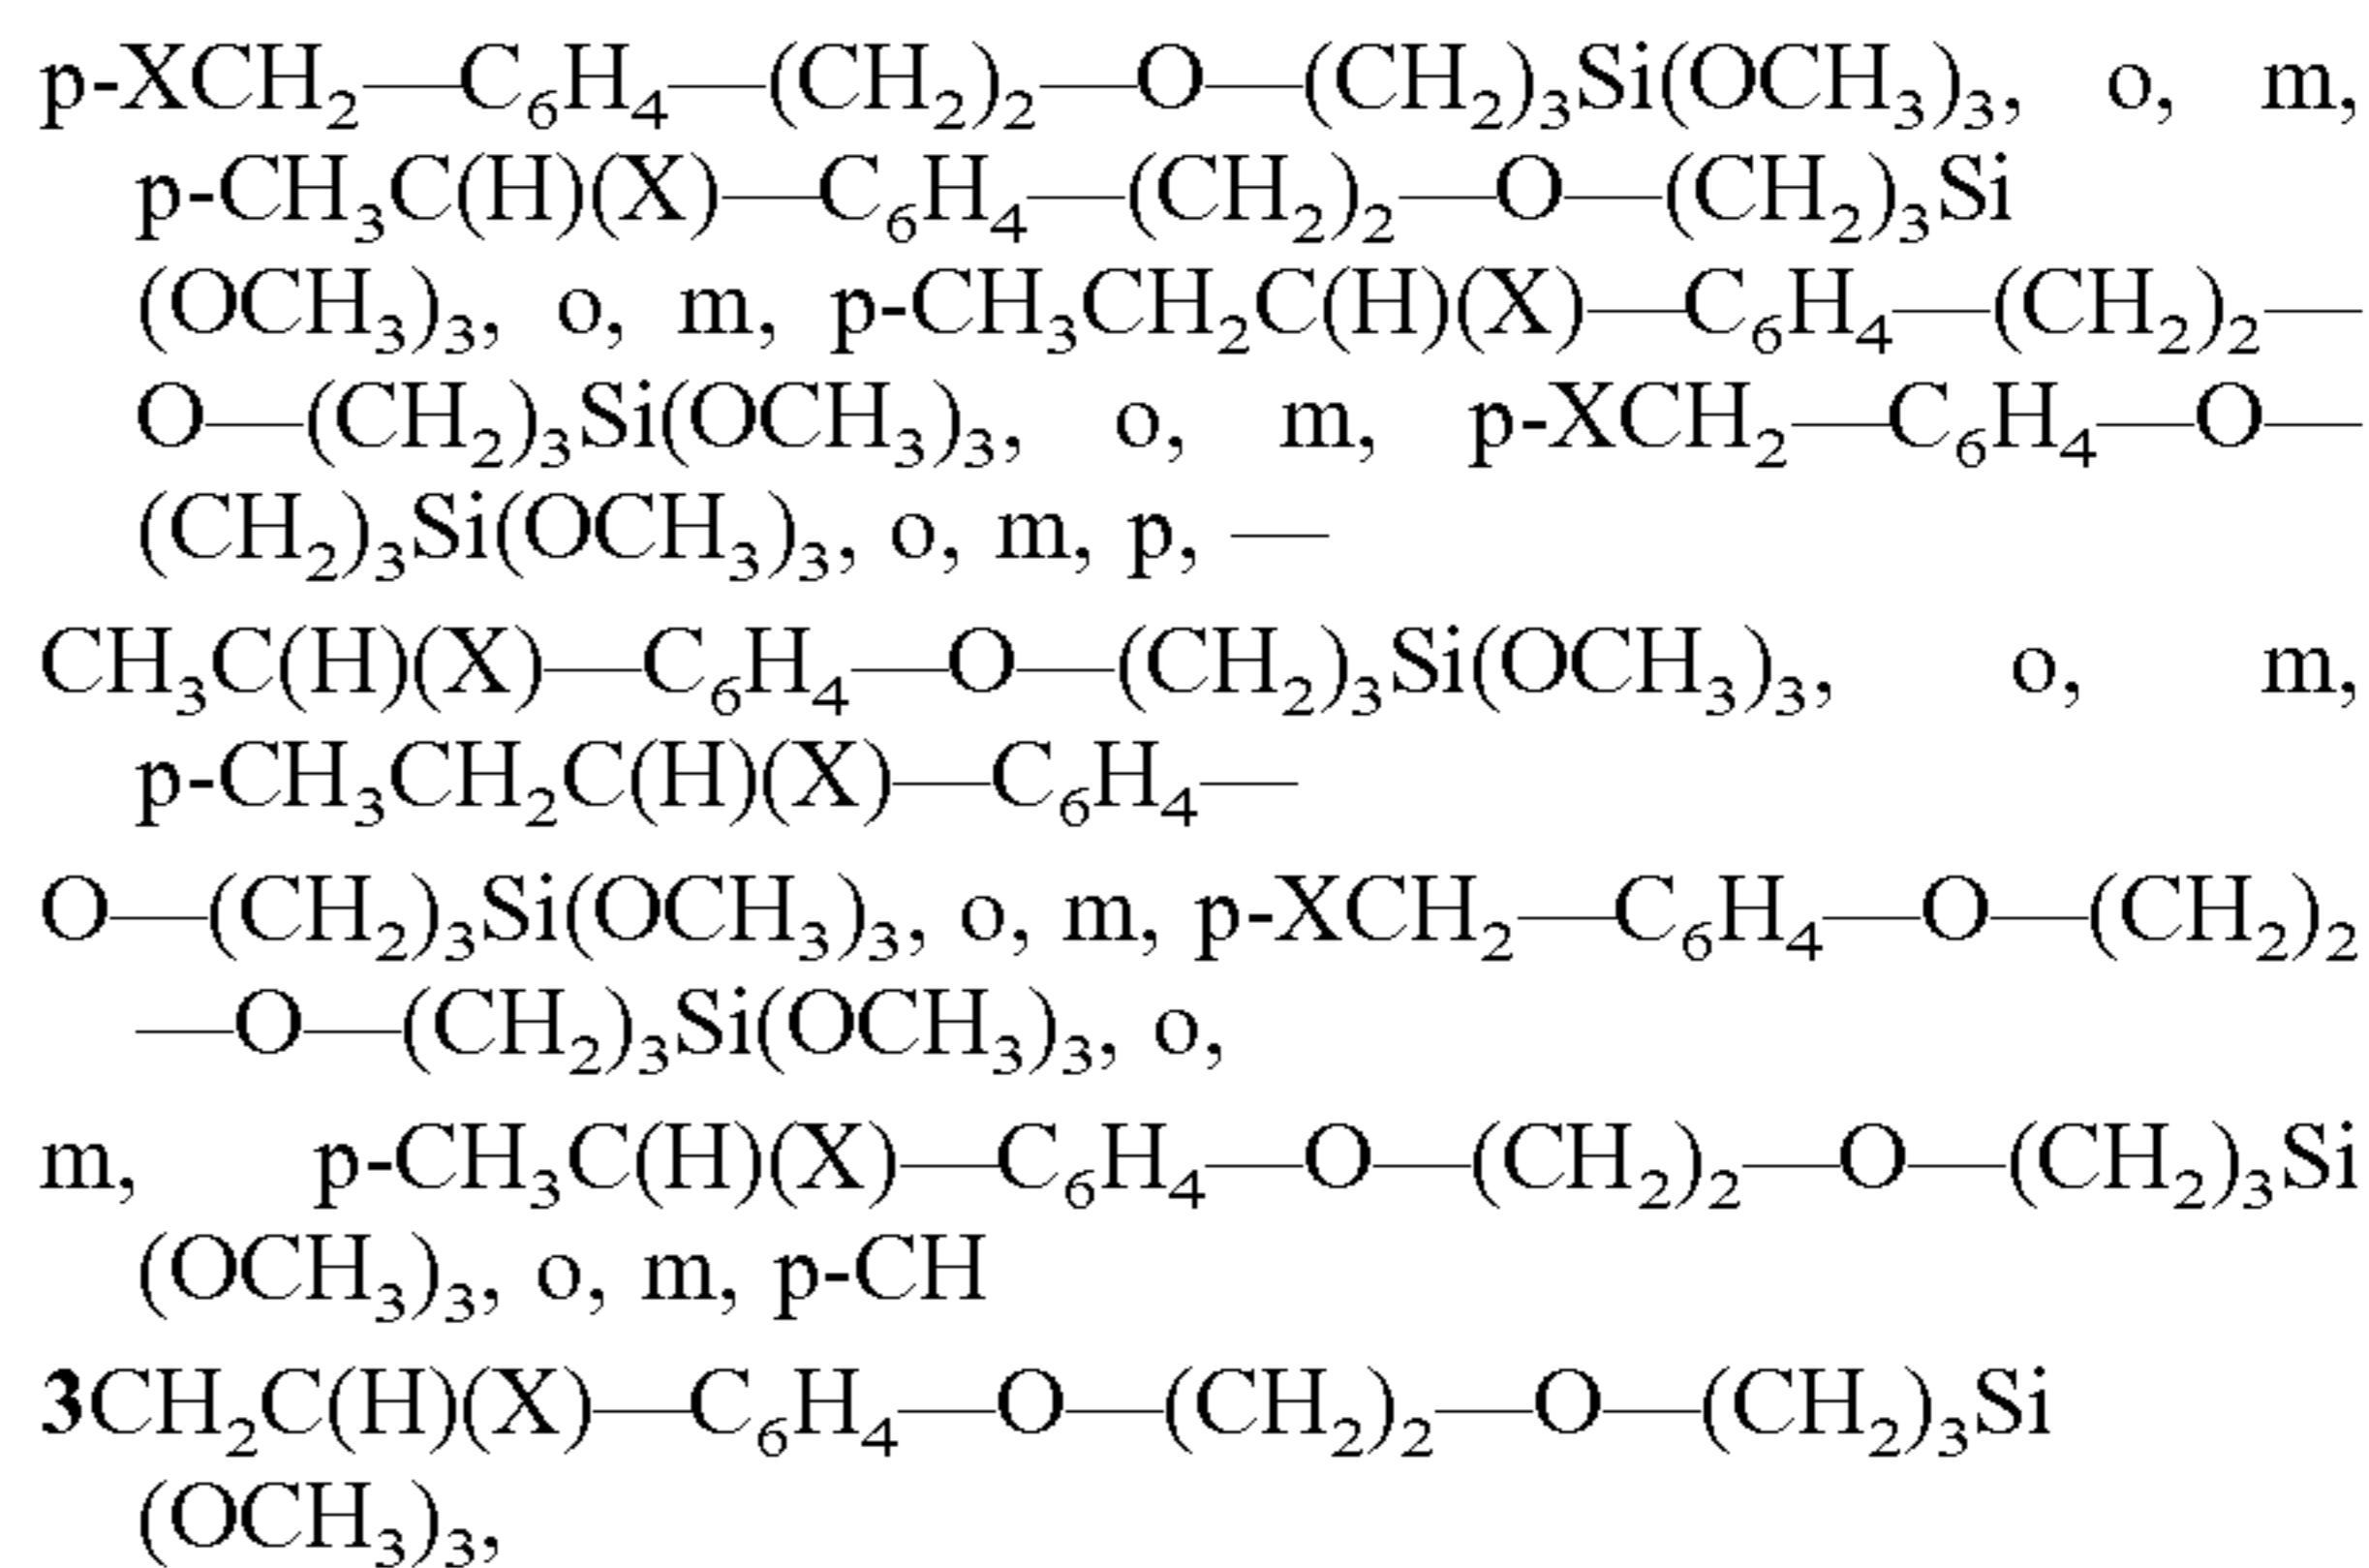 p-XCH₂—C₆H₄—(CH₂)₂—O—(CH₂)₃Si(OCH₃)₃, o, m,
p-CH₃C(H)(X)—C₆H₄—(CH₂)₂—O—(CH₂)₃Si
(OCH₃)₃, o, m, p-CH₃CH₂C(H)(X)—C₆H₄—(CH₂)₂—
O—(CH₂)₃Si(OCH₃)₃, o, m, p-XCH₂—C₆H₄—O—
(CH₂)₃Si(OCH₃)₃, o, m, p, —
CH₃C(H)(X)—C₆H₄—O—(CH₂)₃Si(OCH₃)₃, o, m,
p-CH₃CH₂C(H)(X)—C₆H₄—
O—(CH₂)₃Si(OCH₃)₃, o, m, p-XCH₂—C₆H₄—O—(CH₂)₂
—O—(CH₂)₃Si(OCH₃)₃, o,
m, p-CH₃C(H)(X)—C₆H₄—O—(CH₂)₂—O—(CH₂)₃Si
(OCH₃)₃, o, m, p-CH
3CH₂C(H)(X)—C₆H₄—O—(CH₂)₂—O—(CH₂)₃Si
(OCH₃)₃,